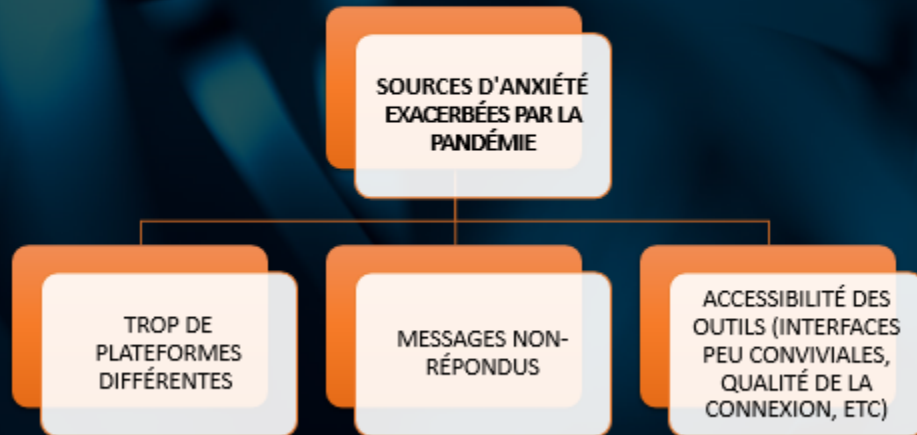 SOURCES D'ANXIÉTÉ
EXACERBÉES PAR LA
PANDÉMIE
TROP DE
PLATEFORMES
DIFFÉRENTES
MESSAGES NON-
RÉPONDUS
ACCESSIBILITÉ DES
OUTILS (INTERFACES
PEU CONVIVIALES,
QUALITÉ DE LA
CONNEXION, ETC)